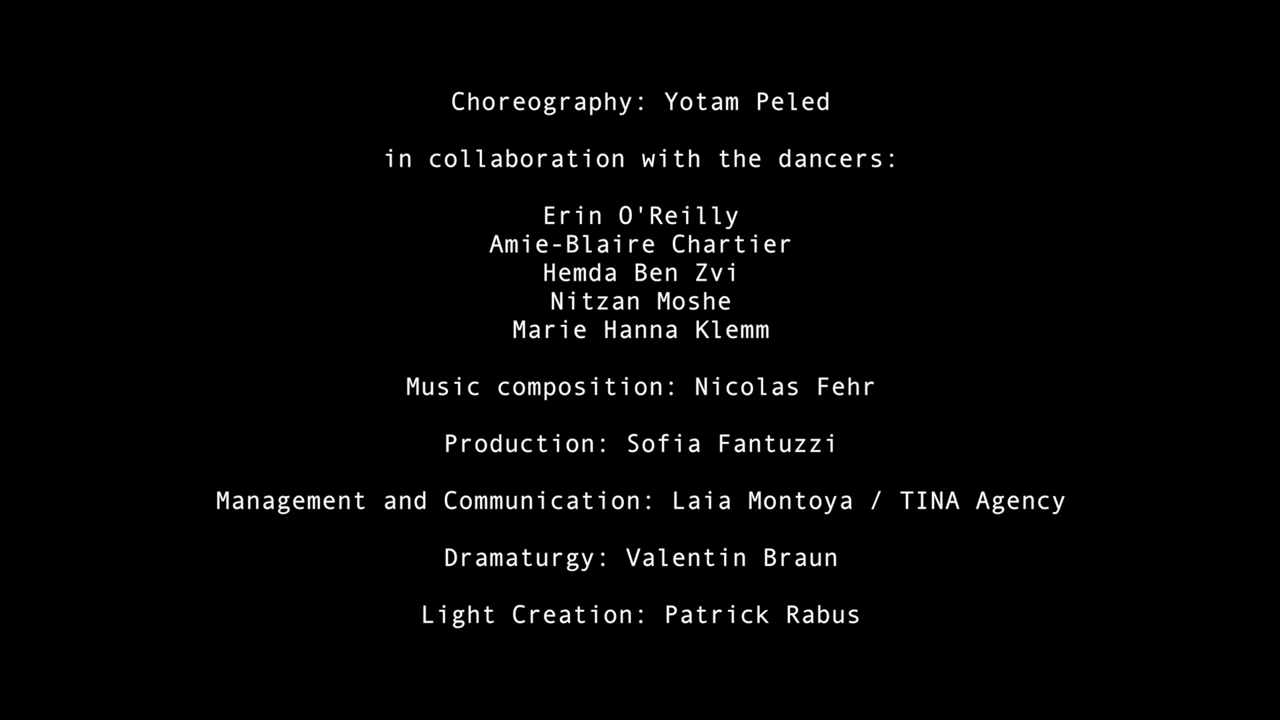 Choreography: Yotam Peled
in collaboration with the dancers:
Erin O'Reilly
Amie-Blaire Chartier
Hemda Ben Zvi
Nitzan Moshe
Marie Hanna Klemm
Music composition: Nicolas Fehr
Production: Sofia Fantuzzi
Management and Communication: Laia Montoya / TINA Agency
Dramaturgy: Valentin Braun
Light Creation: Patrick Rabus